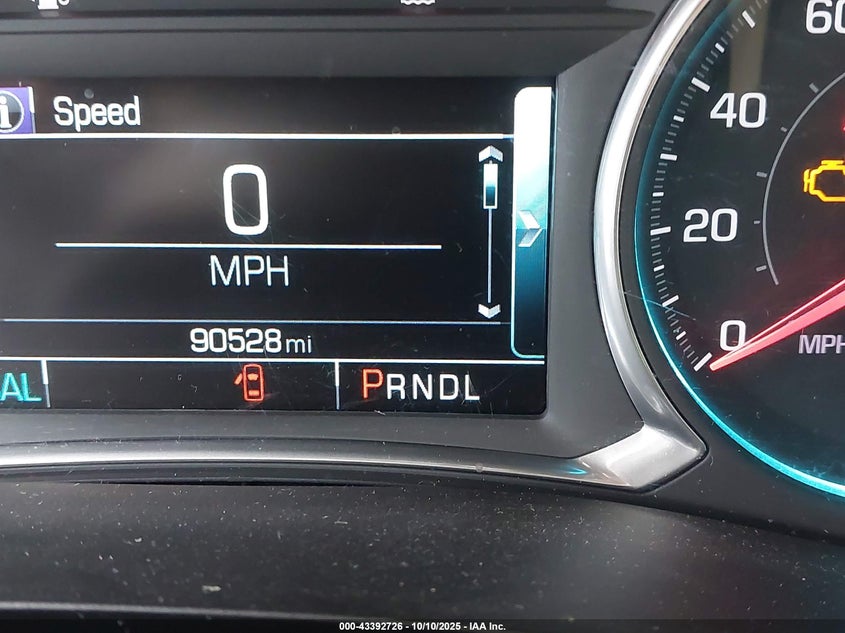 i Speed
0
MPH
90528 mi
AL
PRNDL
60
40
20
0
MPH
000-43392726 - 10/10/2025 - IAA Inc.